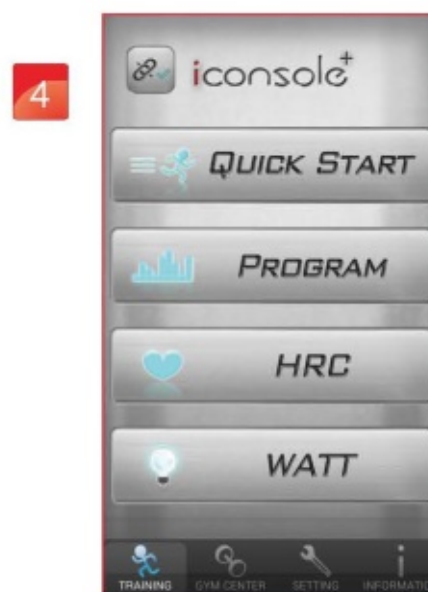 4
iconsole+
QUICK START
PROGRAM
HRC
WATT
TRAINING GYM CENTER SETTING INFORMATIO